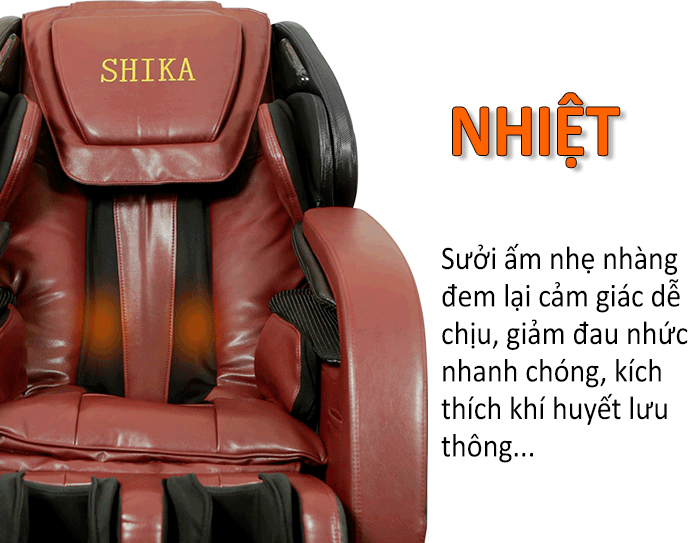 SHIKA
NHIỆT
Sưởi ấm nhẹ nhàng
đem lại cảm giác dễ
chịu, giảm đau nhức
nhanh chóng, kích
thích khí huyết lưu
thông...